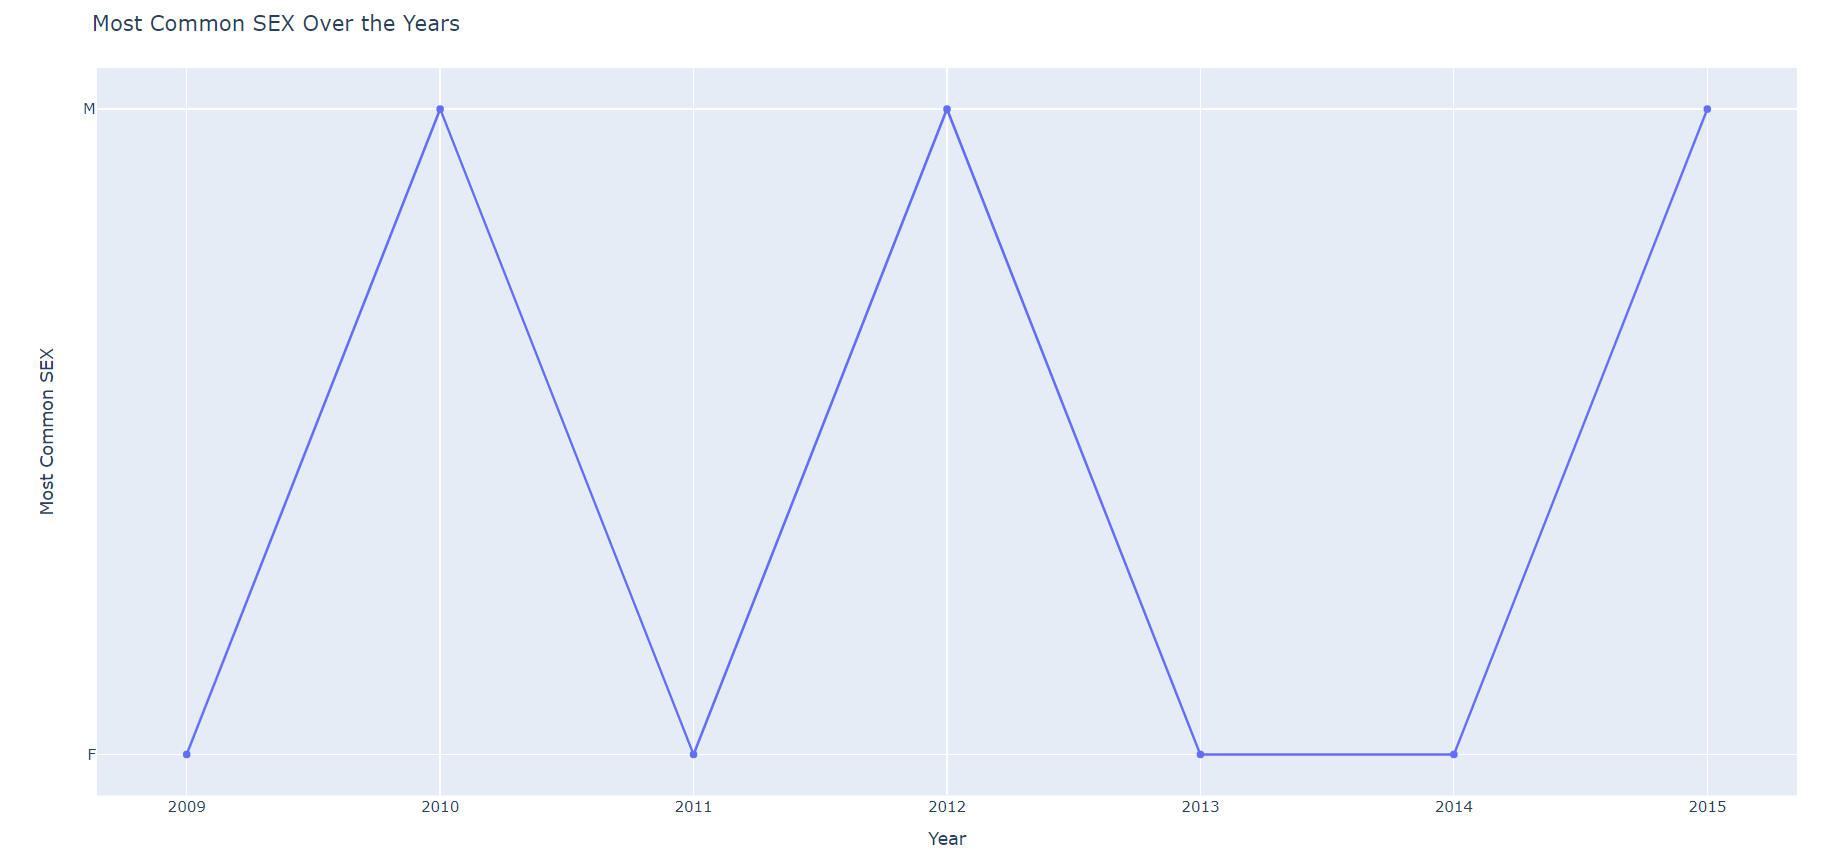 Most Common SEX Over the Years
Most Common SEX
M
F
2009 2010 2011 2012 2013 2014 2015
Year